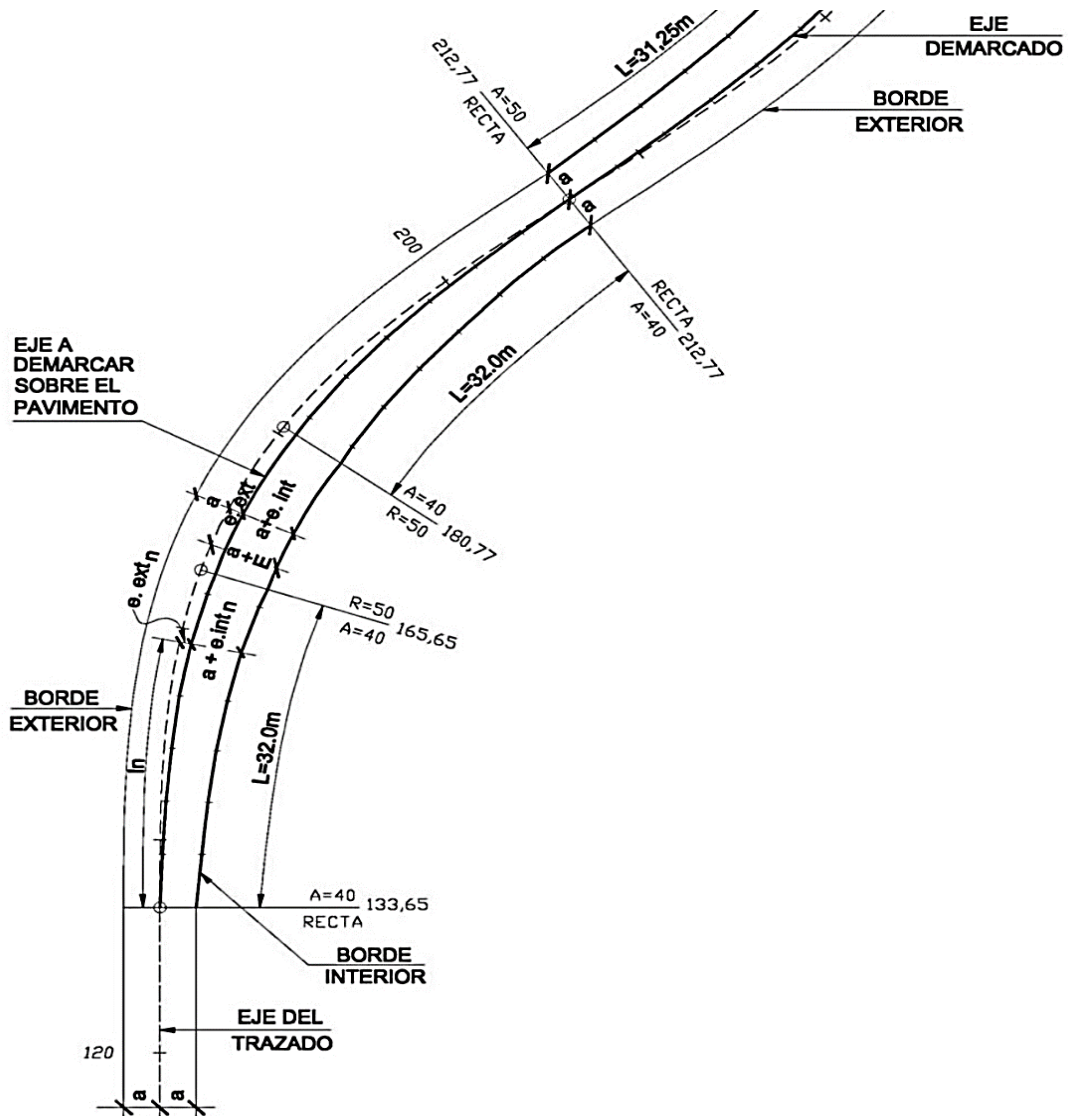 EJE
DEMARCADO
L=31,25m
212,77
A=50
RECTA
BORDE
EXTERIOR
a
a
200
RECTA
A=40
212,77
EJE A
DEMARCAR
SOBRE EL
PAVIMENTO
L=32.0m
a
e. ext
a+e. int
A=40
R=50
180,77
a
+E
e. ext n
a + e.int n
R=50
A=40
165,65
BORDE
EXTERIOR
ln
L=32.0m
A=40
RECTA
133,65
BORDE
INTERIOR
EJE DEL
TRAZADO
120
a
a